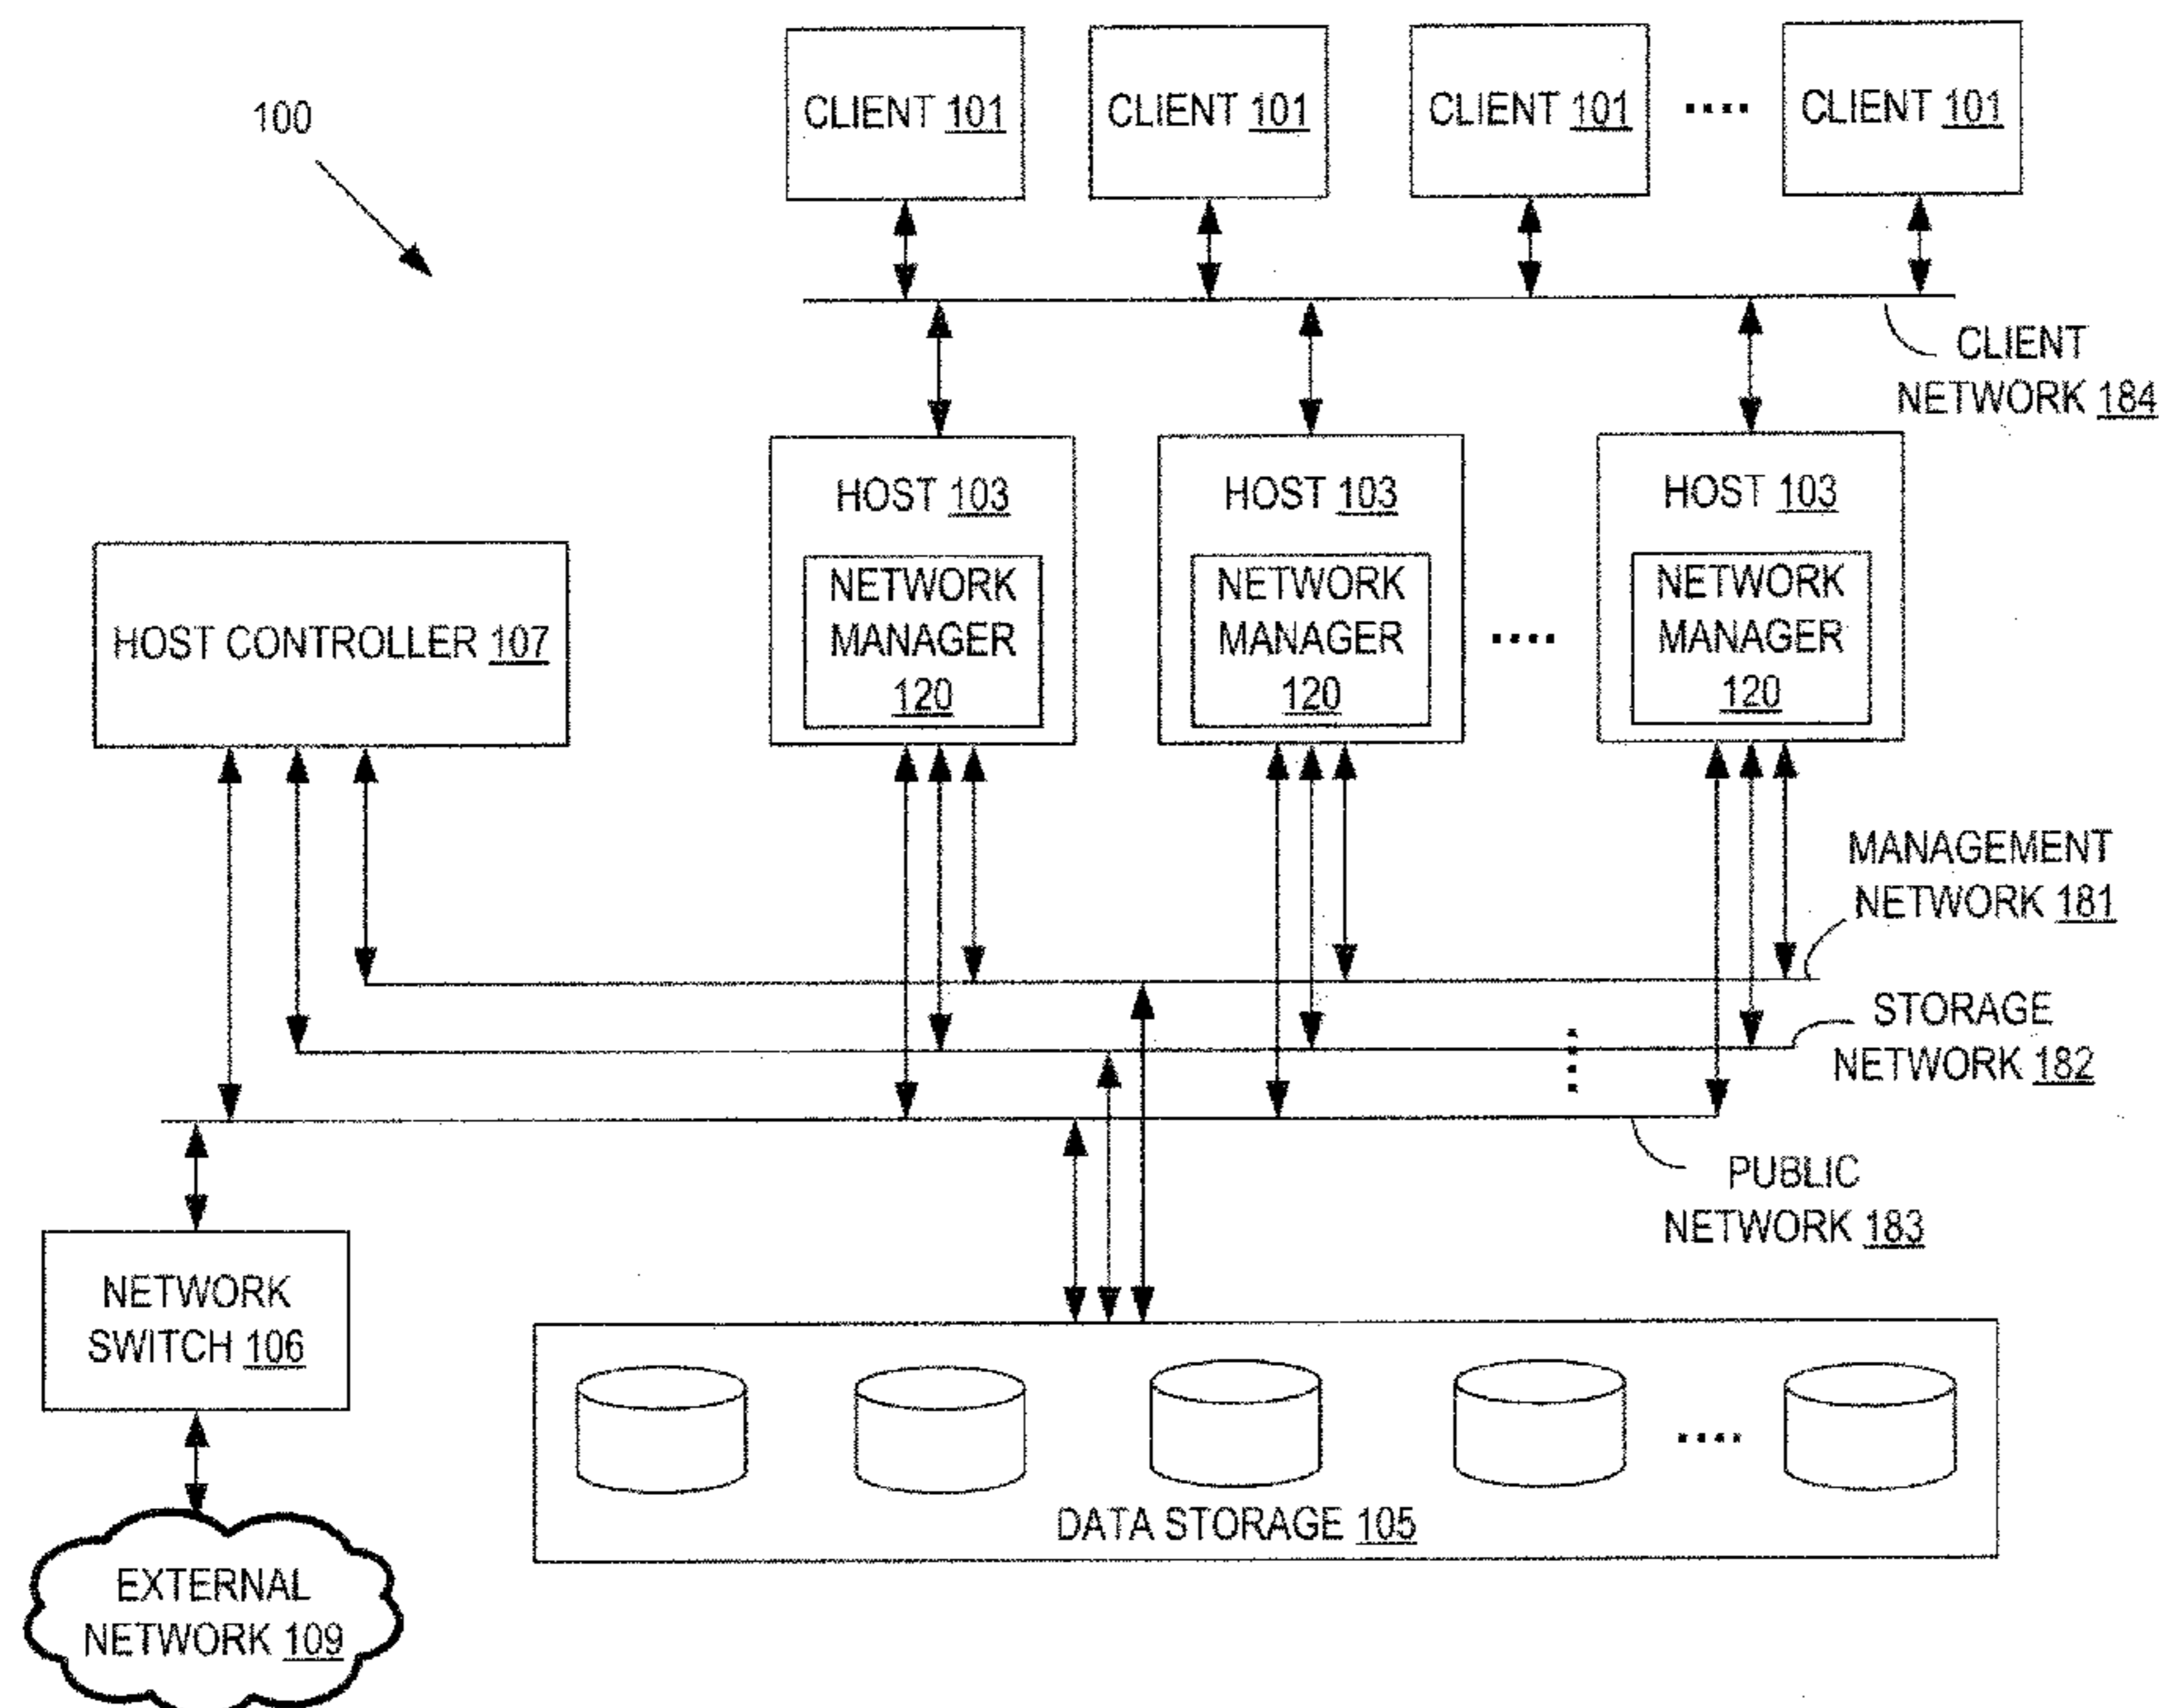 100
CLIENT 101
CLIENT 101
CLIENT 101
....
CLIENT 101
CLIENT
NETWORK 184
HOST 103
NETWORK
MANAGER
120
HOST 103
NETWORK
MANAGER
120
....
HOST 103
NETWORK
MANAGER
120
HOST CONTROLLER 107
MANAGEMENT
NETWORK 181
STORAGE
NETWORK 182
PUBLIC
NETWORK 183
NETWORK
SWITCH 106
....
DATA STORAGE 105
EXTERNAL
NETWORK 109